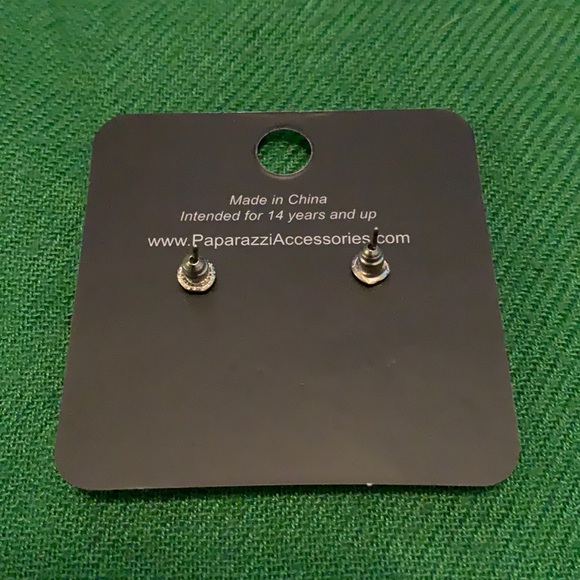 Made in China
Intended for 14 years and up
www.PaparazziAccessories.com